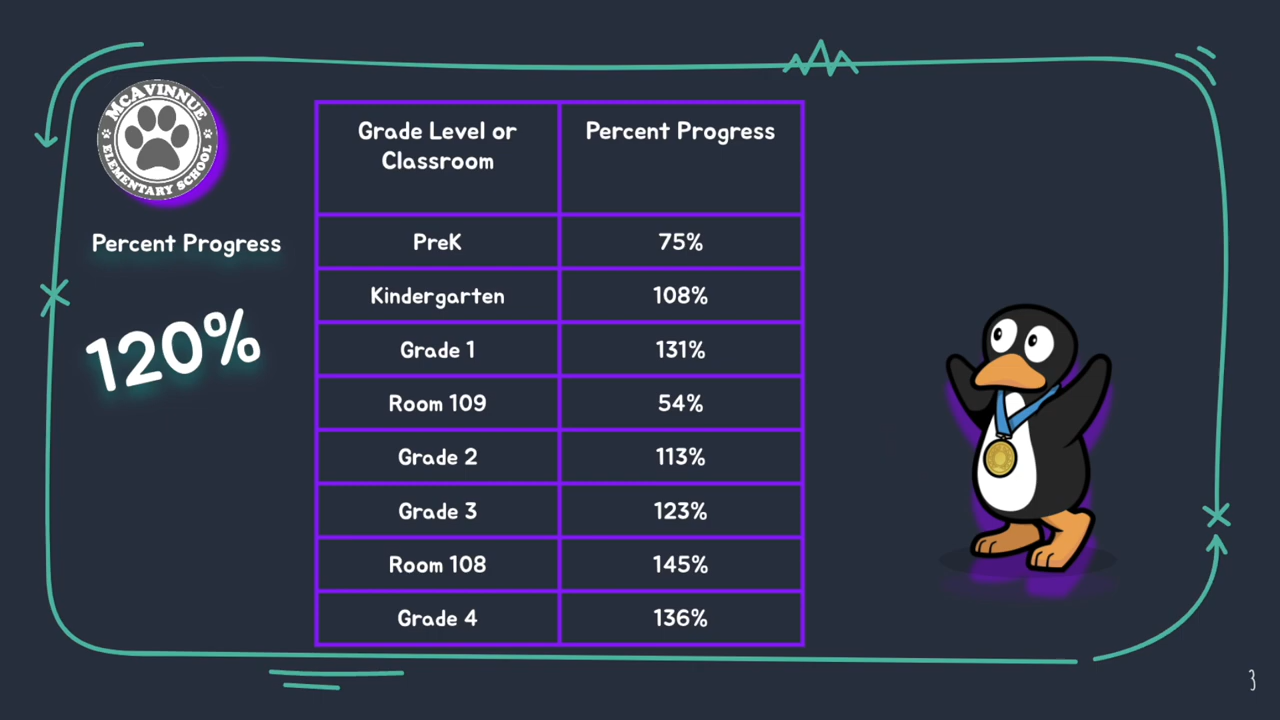 McAVINNUE
ELEMENTARY SCHOOL
Percent Progress
120%
Grade Level or
Classroom
Percent Progress
PreK 75%
Kindergarten 108%
Grade 1 131%
Room 109 54%
Grade 2 113%
Grade 3 123%
Room 108 145%
Grade 4 136%
3